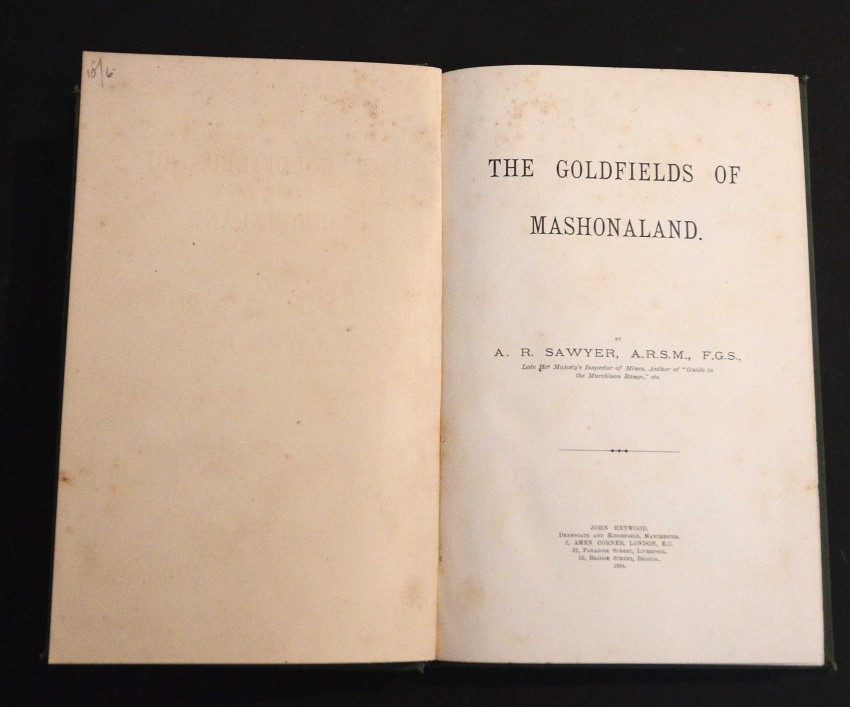 10/6
THE GOLDFIELDS OF
MASHONALAND.
BY
A. R. SAWYER, A.R.S.M., F.G.S.,
Late Her Majesty's Inspector of Mines, Author of "Guide to
the Murchison Range," etc.
JOHN HEYWOOD,
DEANSGATE AND RIDGEFIELD, MANCHESTER.
2, AMEN CORNER, LONDON, E.C.
22, PARADISE STREET, LIVERPOOL.
33, BRIDGE STREET, BRISTOL.
1894.